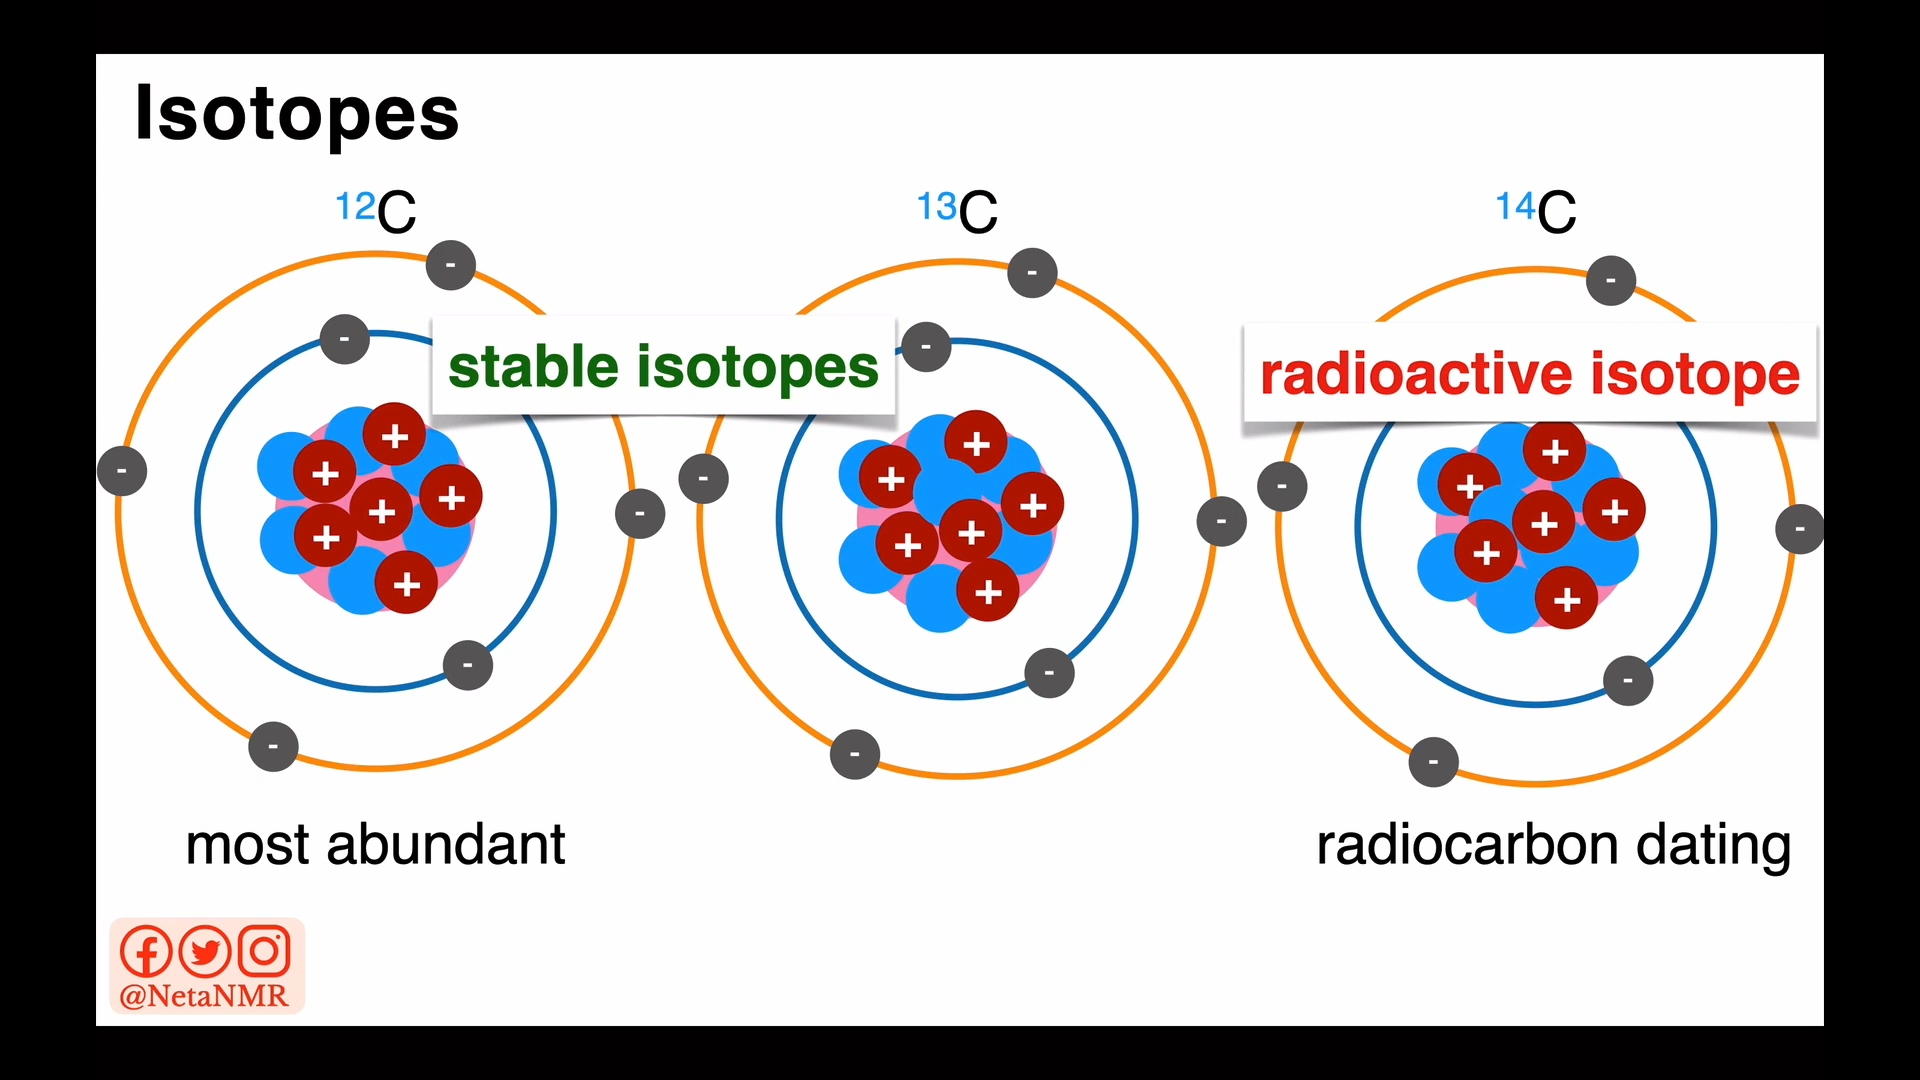 Isotopes
12C
13C
14C
stable isotopes
radioactive isotope
most abundant
radiocarbon dating
@NetaNMR